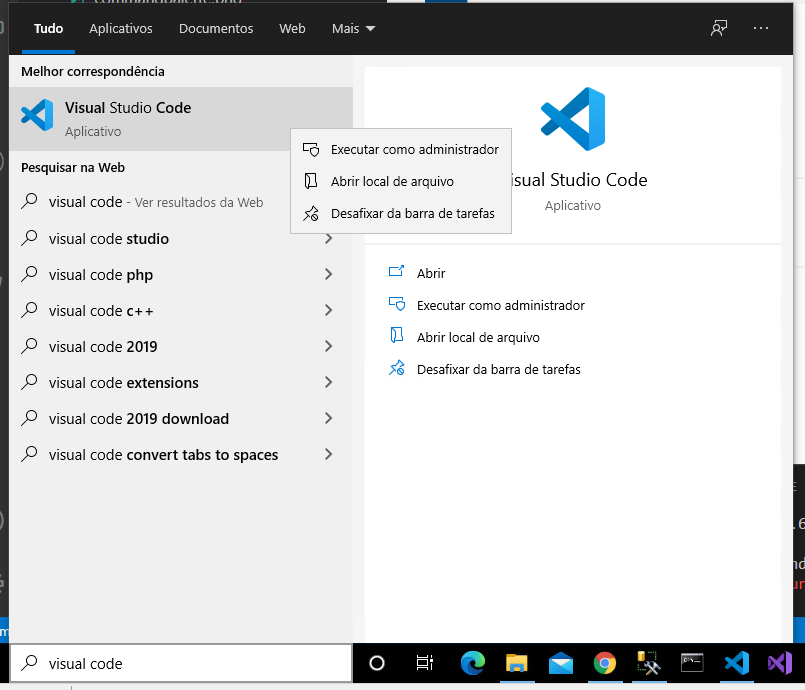 Tudo Aplicativos Documentos Web Mais
Melhor correspondência
Visual Studio Code
Aplicativo
Pesquisar na Web
visual code - Ver resultados da Web
visual code studio
visual code php
visual code c++
visual code 2019
visual code extensions
visual code 2019 download
visual code convert tabs to spaces
Executar como administrador
Abrir local de arquivo
Desafixar da barra de tarefas
isual Studio Code
Aplicativo
Abrir
Executar como administrador
Abrir local de arquivo
Desafixar da barra de tarefas
visual code